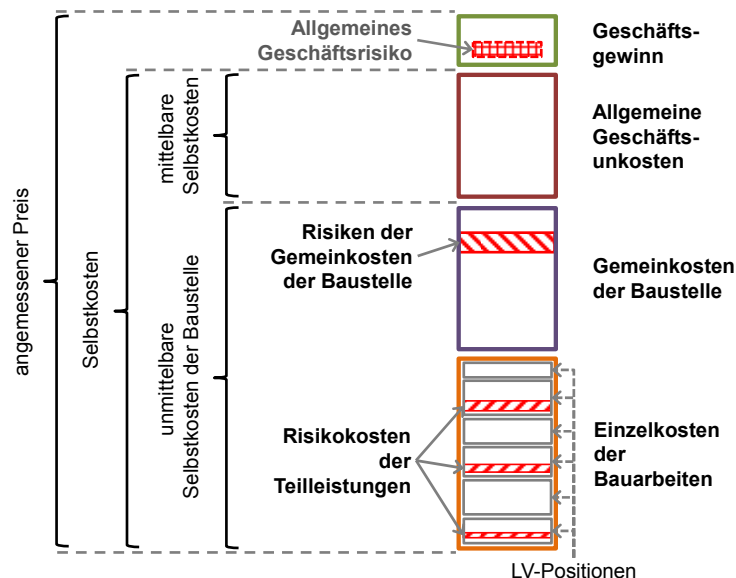 Allgemeines
Geschäftsrisiko
Geschäfts-
gewinn
mittelbare
Selbstkosten
Allgemeine
Geschäfts-
unkosten
angemessener Preis
Selbstkosten
unmittelbare
Selbstkosten der Baustelle
Risiken der
Gemeinkosten
der Baustelle
Gemeinkosten
der Baustelle
Risikokosten
der
Teilleistungen
Einzelkosten
der
Bauarbeiten
LV-Positionen